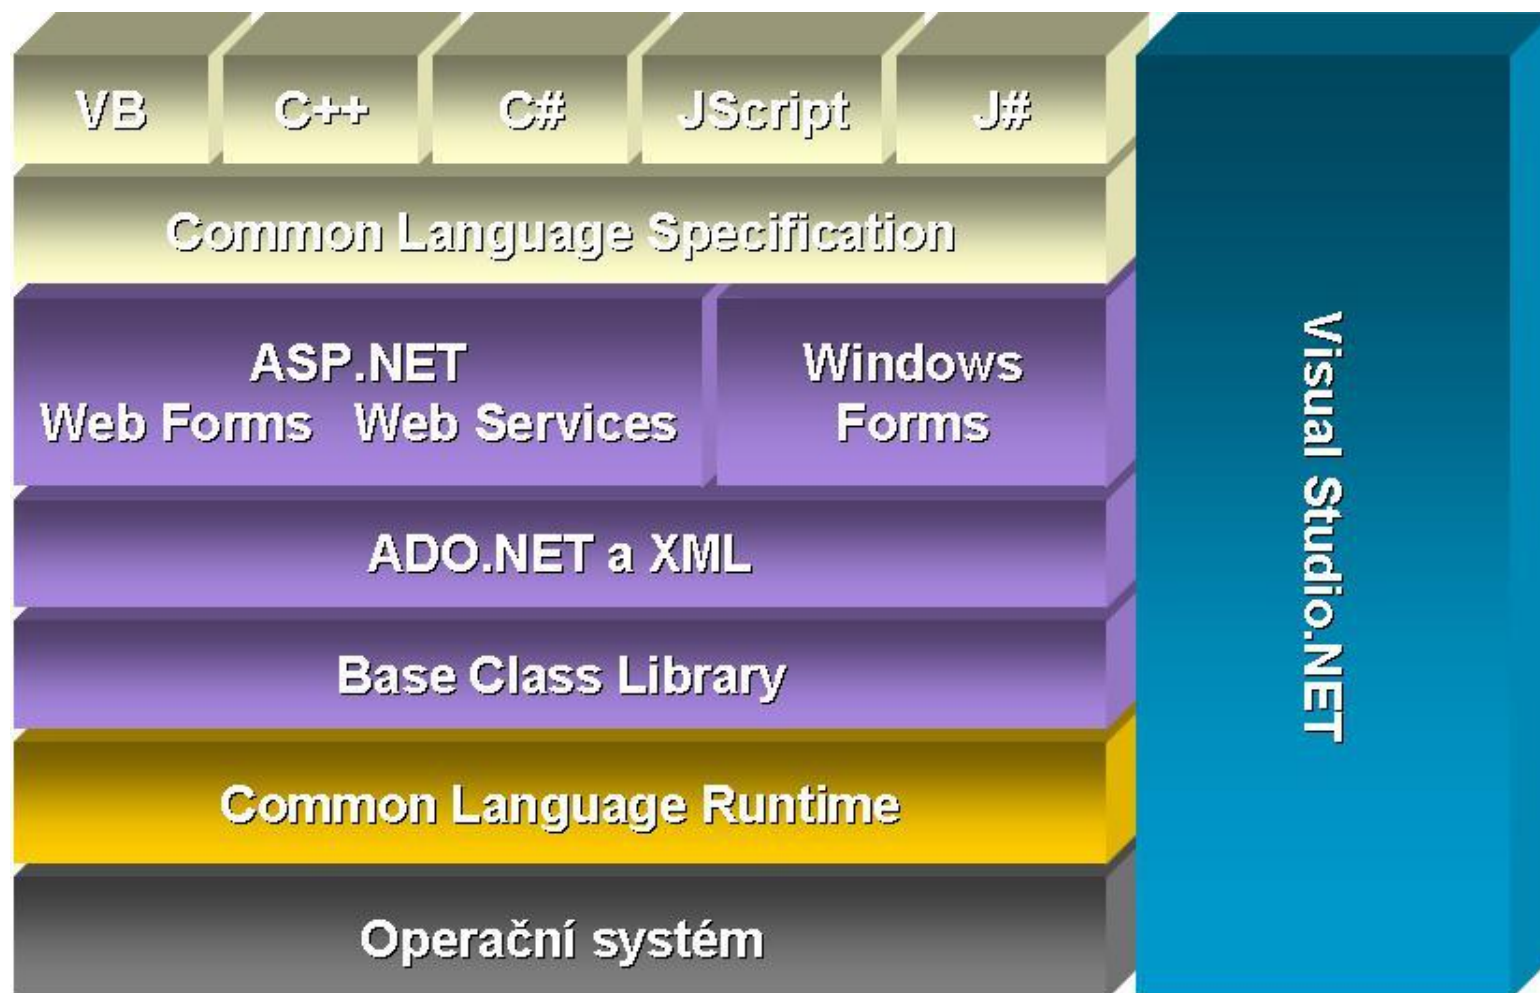 VB
C++
C#
JScript
J#
Common Language Specification
ASP.NET
Web Forms Web Services
Windows
Forms
ADO.NET a XML
Base Class Library
Common Language Runtime
Operační systém
Visual Studio.NET